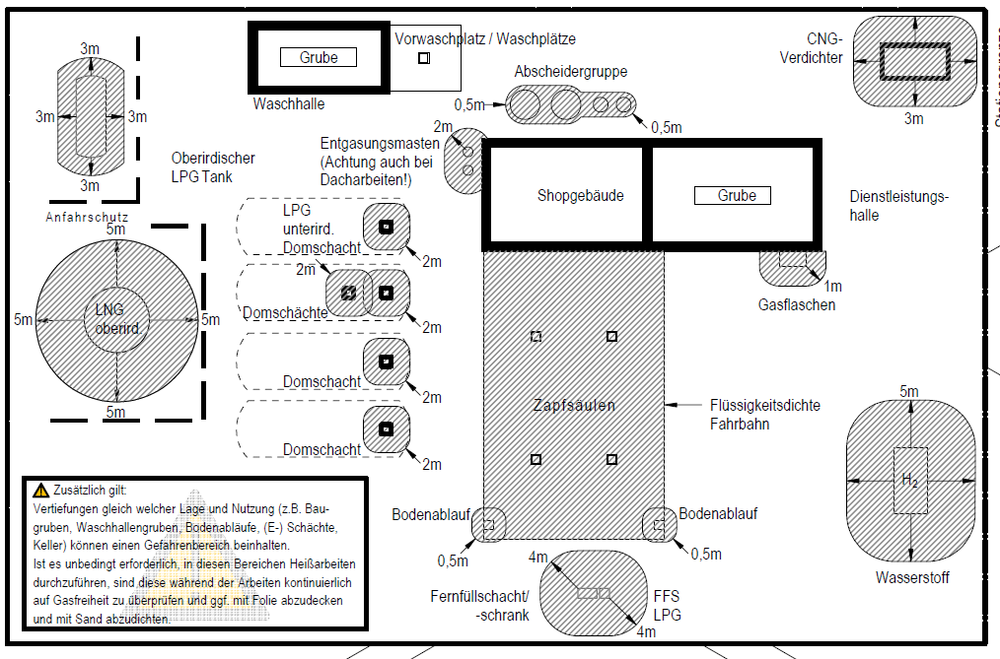 3m
3m
3m
3m
Anfahrschutz
Oberirdischer
LPG Tank
Grube
Waschhalle
Vorwaschplatz / Waschplätze
Abscheidergruppe
0,5m
0,5m
CNG-
Verdichter
3m
Entgasungsmasten
(Achtung auch bei
Dacharbeiten!)
2m
Shopgebäude
Grube
Dienstleistungs-
halle
Gasflaschen
1m
5m
5m
5m
5m
LNG
oberird.
LPG
unterird.
Domschacht
2m
2m
Domschächte
2m
Domschacht
2m
Domschacht
2m
Zapfsäulen
Flüssigkeitsdichte
Fahrbahn
5m
H2
Wasserstoff
Bodenablauf
0,5m
Bodenablauf
0,5m
4m
Fernfüllschacht/
-schrank
FFS
LPG
4m
Zusätzlich gilt:
Vertiefungen gleich welcher Lage und Nutzung (z.B. Bau-
gruben, Waschhallengruben, Bodenabläufe, (E-) Schächte,
Keller) können einen Gefahrenbereich beinhalten.
Ist es unbedingt erforderlich, in diesen Bereichen Heißarbeiten
durchzuführen, sind diese während der Arbeiten kontinuierlich
auf Gasfreiheit zu überprüfen und ggf. mit Folie abzudecken
und mit Sand abzudichten.